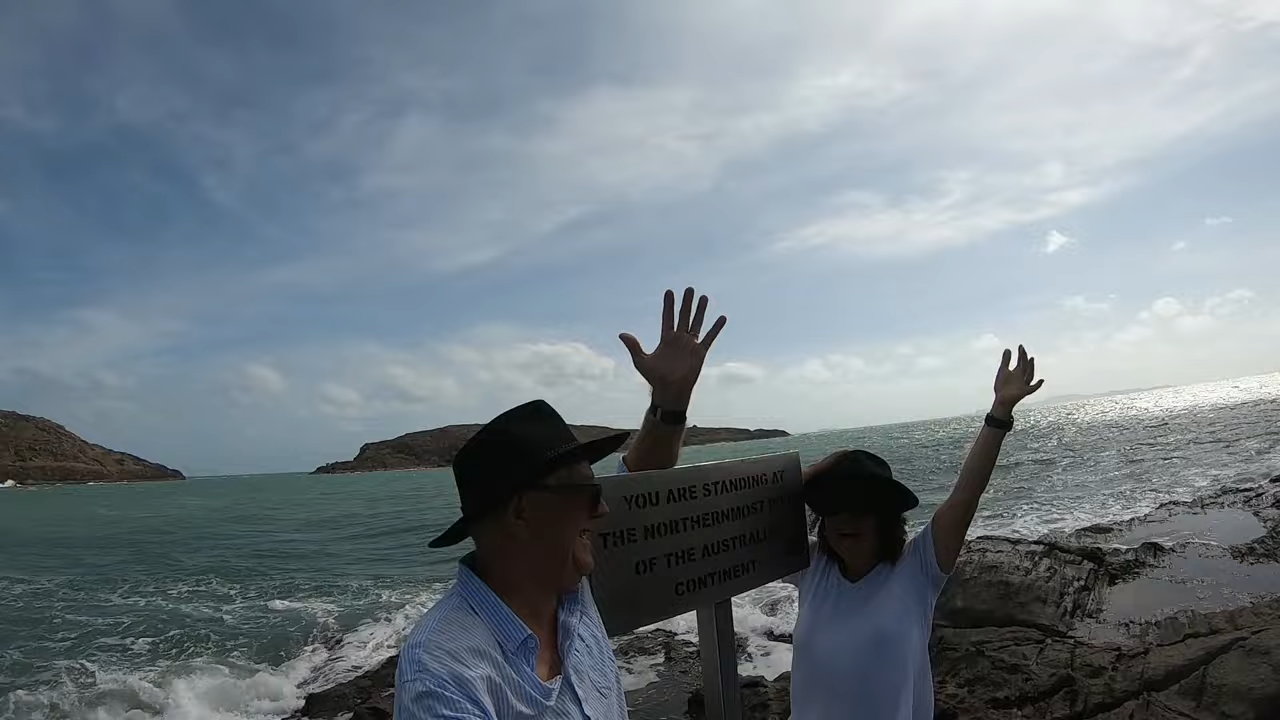 YOU ARE STANDING AT
THE NORTHERNMOST
OF THE
CONTINENT